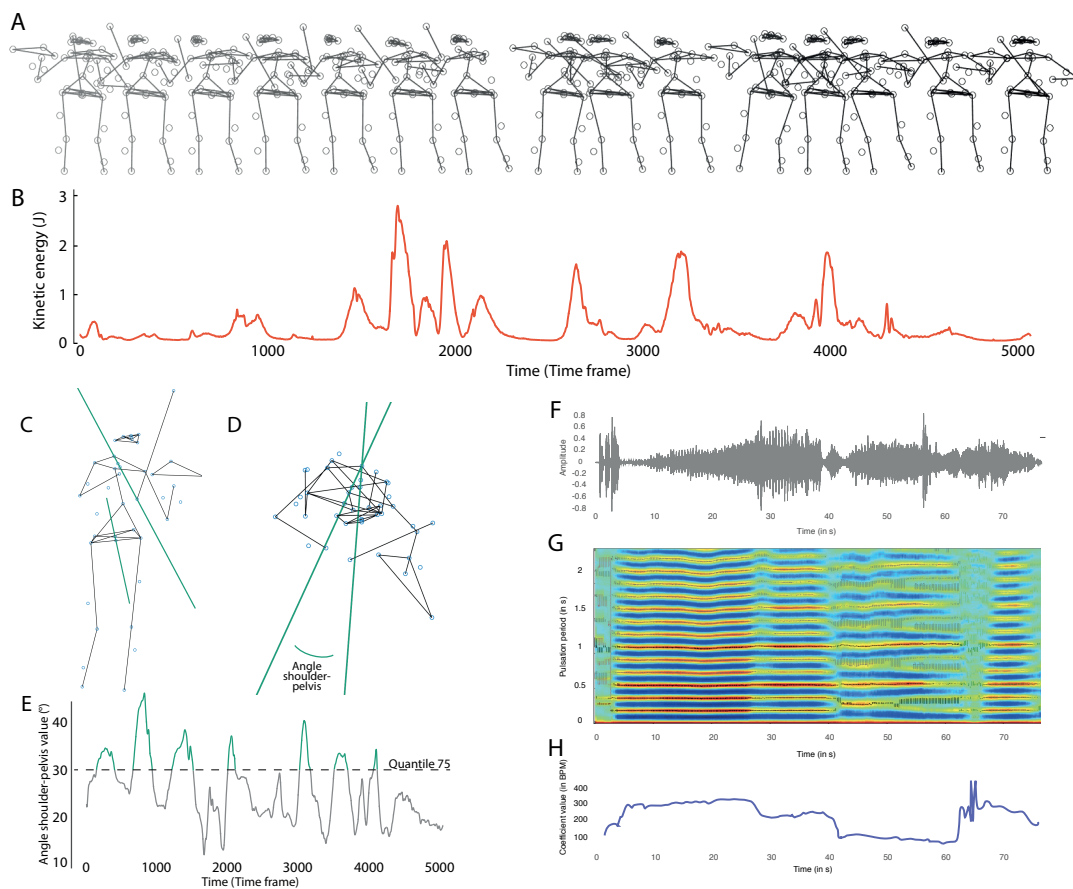 A
B
Kinetic energy (J)
3
2
1
0
0 1000 2000 3000 4000 5000
Time (Time frame)
C
D
Angle
shoulder-
pelvis
E
Angle shoulder-pelvis value (°)
40
30
20
10
Quantile 75
0 1000 2000 3000 4000 5000
Time (Time frame)
F
Amplitude
0.8
0.6
0.4
0.2
0
-0.2
-0.4
-0.6
-0.8
0 10 20 30 40 50 60 70
Time (in s)
G
Pulsation period (in s)
2
1.5
1
0.5
0
0 10 20 30 40 50 60 70
Time (in s)
H
Coefficient value (in BPM)
400
300
200
100
0 10 20 30 40 50 60 70
Time (in s)